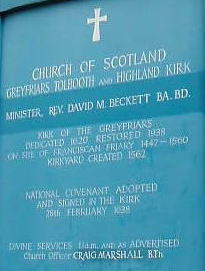 CHURCH OF SCOTLAND
GREYFRIARS TOLBOOTH AND HIGHLAND KIRK
MINISTER, REV. DAVID M. BECKETT BA. BD.
KIRK OF THE GREYFRIARS
DEDICATED 1620 RESTORED 1938
ON SITE OF FRANCISCAN FRIARY 1447-1560
KIRKYARD CREATED 1562
NATIONAL COVENANT ADOPTED
AND SIGNED IN THE KIRK
28th FEBRUARY 1638
DIVINE SERVICES 11a.m. AND AS ADVERTISED
Church Officer CRAIG MARSHALL B.Th.